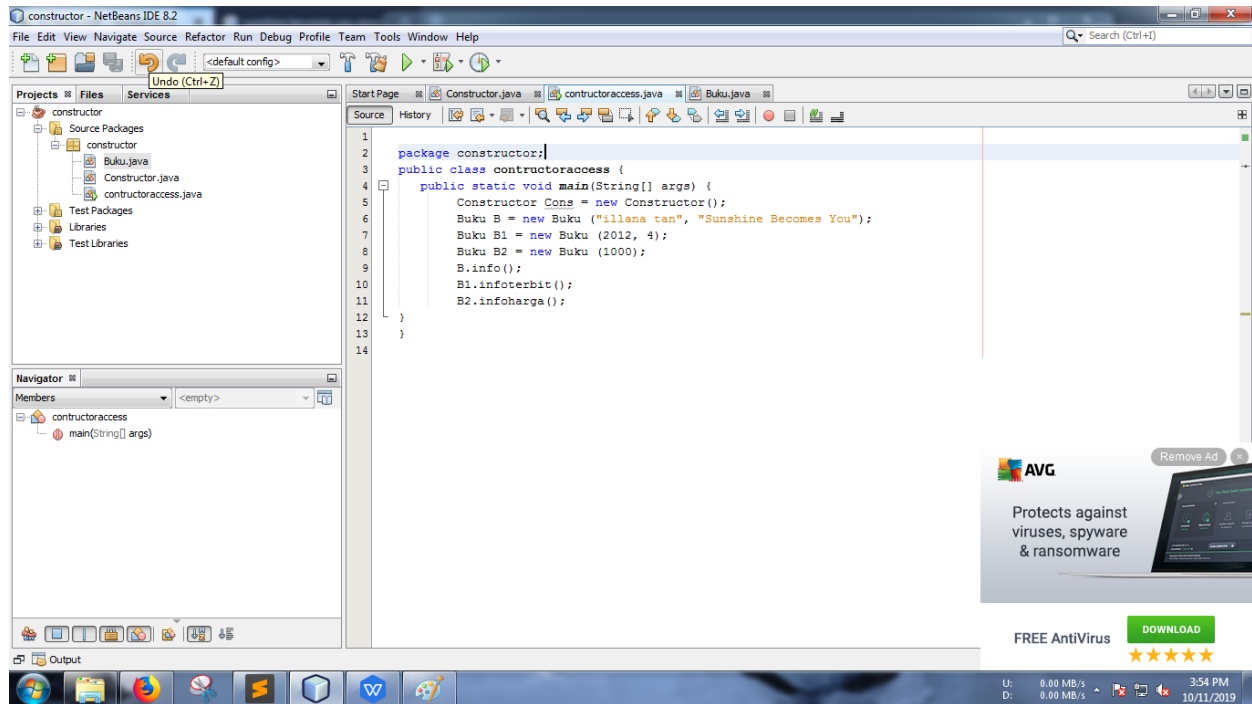 constructor - NetBeans IDE 8.2
File Edit View Navigate Source Refactor Run Debug Profile Team Tools Window Help
Search (Ctrl+I)
<default config>
Undo (Ctrl+Z)
Projects Files Services
constructor
Source Packages
constructor
Buku.java
Constructor.java
contructoraccess.java
Test Packages
Libraries
Test Libraries
Navigator
Members
<empty>
contructoraccess
main(String[] args)
Start Page Constructor.java contructoraccess.java Buku.java
Source History
1
2 package constructor;
3 public class contructoraccess {
4 public static void main(String[] args) {
5 Constructor Cons = new Constructor();
6 Buku B = new Buku ("illana tan", "Sunshine Becomes You");
7 Buku B1 = new Buku (2012, 4);
8 Buku B2 = new Buku (1000);
9 B.info();
10 B1.infoterbit();
11 B2.infoharga();
12 }
13 }
14
Remove Ad
AVG
Protects against
viruses, spyware
& ransomware
FREE AntiVirus
DOWNLOAD
Output
U: 0.00 MB/s
D: 0.00 MB/s
3:54 PM
10/11/2019